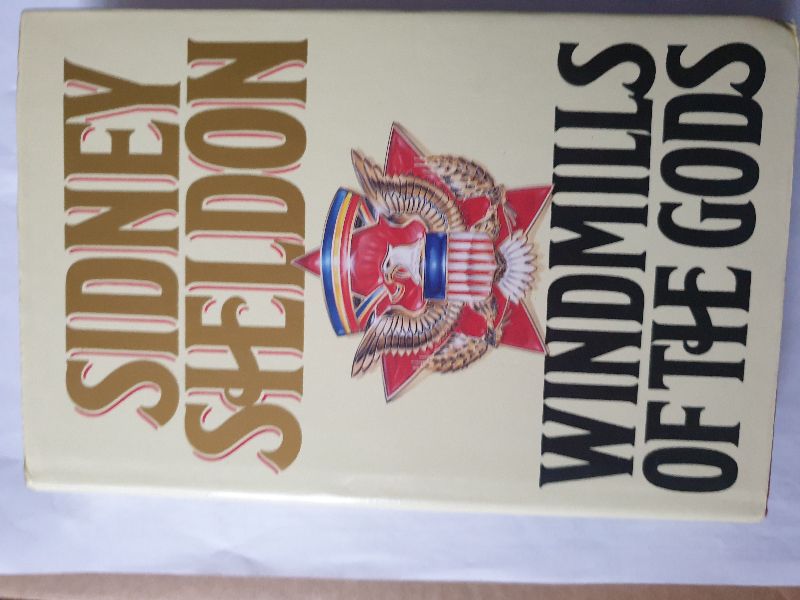 SIDNEY
SHELDON
WINDMILLS
OF THE GODS